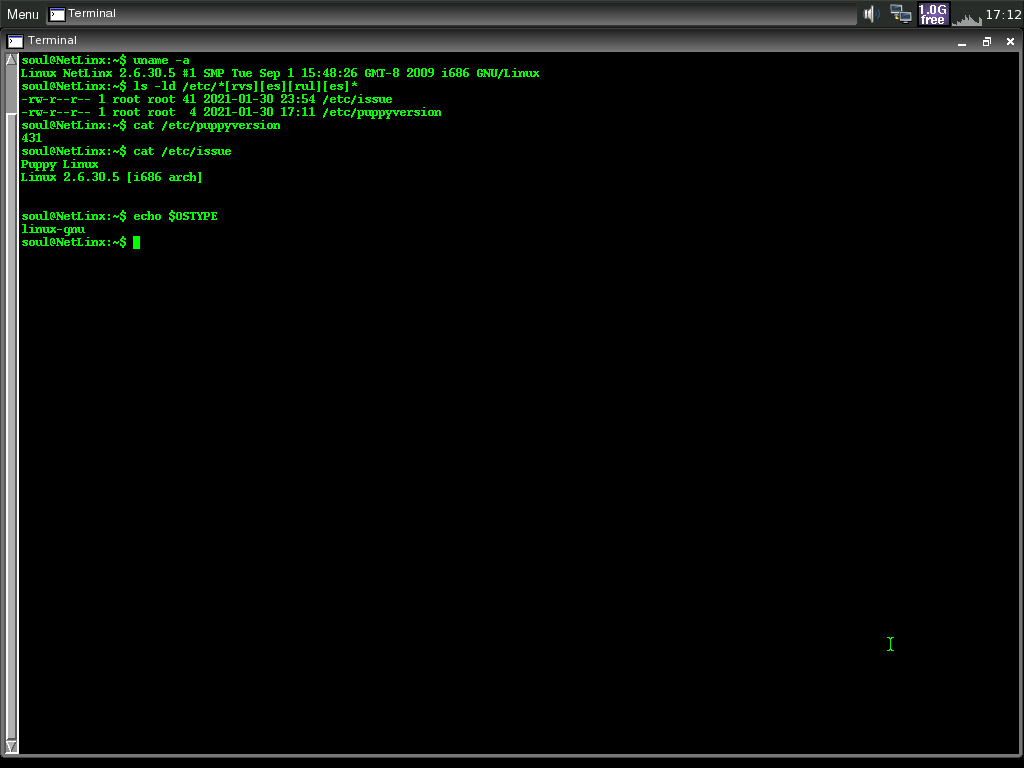 Menu Terminal 1.0G free 17:12
Terminal
soul@NetLinx:~$ uname -a
Linux NetLinx 2.6.30.5 #1 SMP Tue Sep 1 15:48:26 GMT-8 2009 i686 GNU/Linux
soul@NetLinx:~$ ls -ld /etc/*[rvs][es][rul][es]*
-rw-r--r-- 1 root root 41 2021-01-30 23:54 /etc/issue
-rw-r--r-- 1 root root  4 2021-01-30 17:11 /etc/puppyversion
soul@NetLinx:~$ cat /etc/puppyversion
431
soul@NetLinx:~$ cat /etc/issue
Puppy Linux
Linux 2.6.30.5 [i686 arch]
soul@NetLinx:~$ echo $OSTYPE
linux-gnu
soul@NetLinx:~$